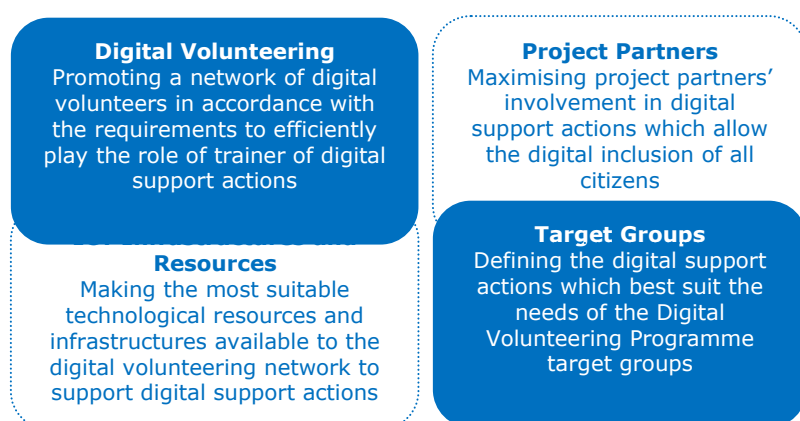 Digital Volunteering
Promoting a network of digital
volunteers in accordance with
the requirements to efficiently
play the role of trainer of digital
support actions
Project Partners
Maximising project partners’
involvement in digital
support actions which allow
the digital inclusion of all
citizens
Resources
Making the most suitable
technological resources and
infrastructures available to the
digital volunteering network to
support digital support actions
Target Groups
Defining the digital support
actions which best suit the
needs of the Digital
Volunteering Programme
target groups